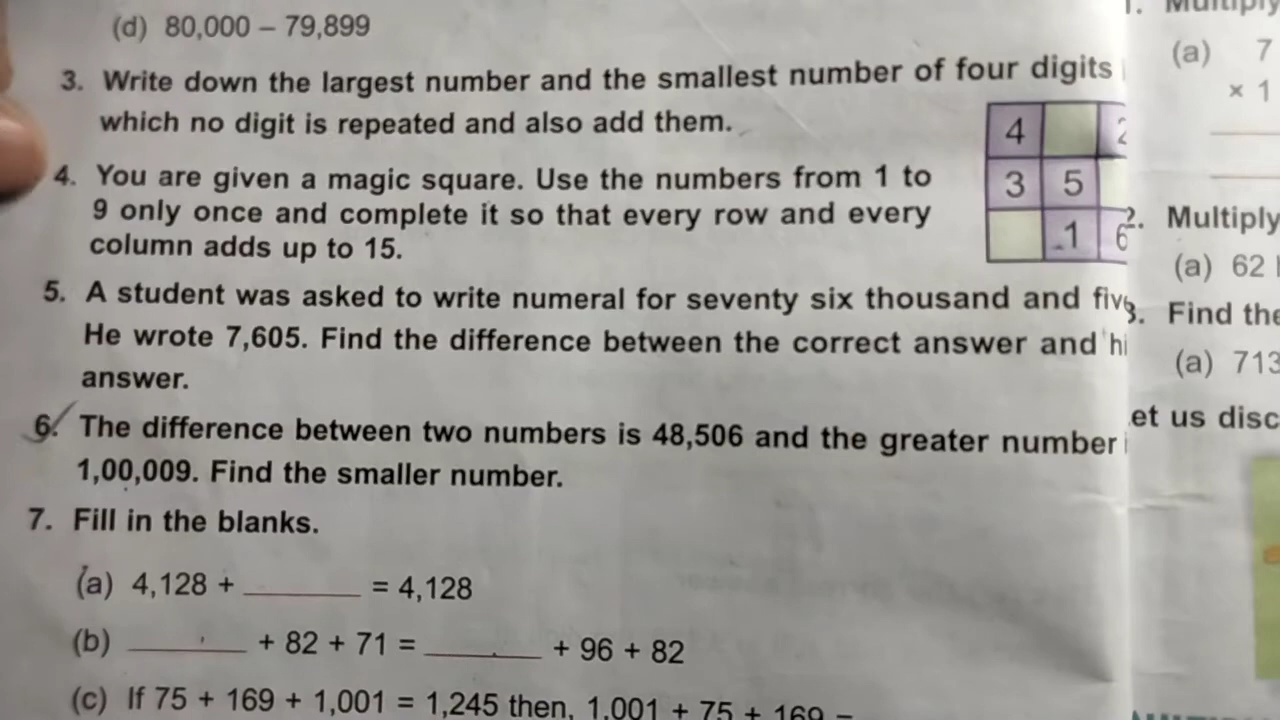 (d) 80,000 – 79,899
3. Write down the largest number and the smallest number of four digits
which no digit is repeated and also add them.
4. You are given a magic square. Use the numbers from 1 to
9 only once and complete it so that every row and every
column adds up to 15.
4 2
3 5
1 6
5. A student was asked to write numeral for seventy six thousand and
He wrote 7,605. Find the difference between the correct answer and
answer.
6. The difference between two numbers is 48,506 and the greater number
1,00,009. Find the smaller number.
7. Fill in the blanks.
(a) 4,128 + ______ = 4,128
(b) ______ + 82 + 71 = ______ + 96 + 82
(c) If 75 + 169 + 1,001 = 1,245 then, 1,001 + 75 + 169 =
1. Multiply
(a) 7
× 1
2. Multiply
(a) 62
3. Find the
(a) 713
et us disc